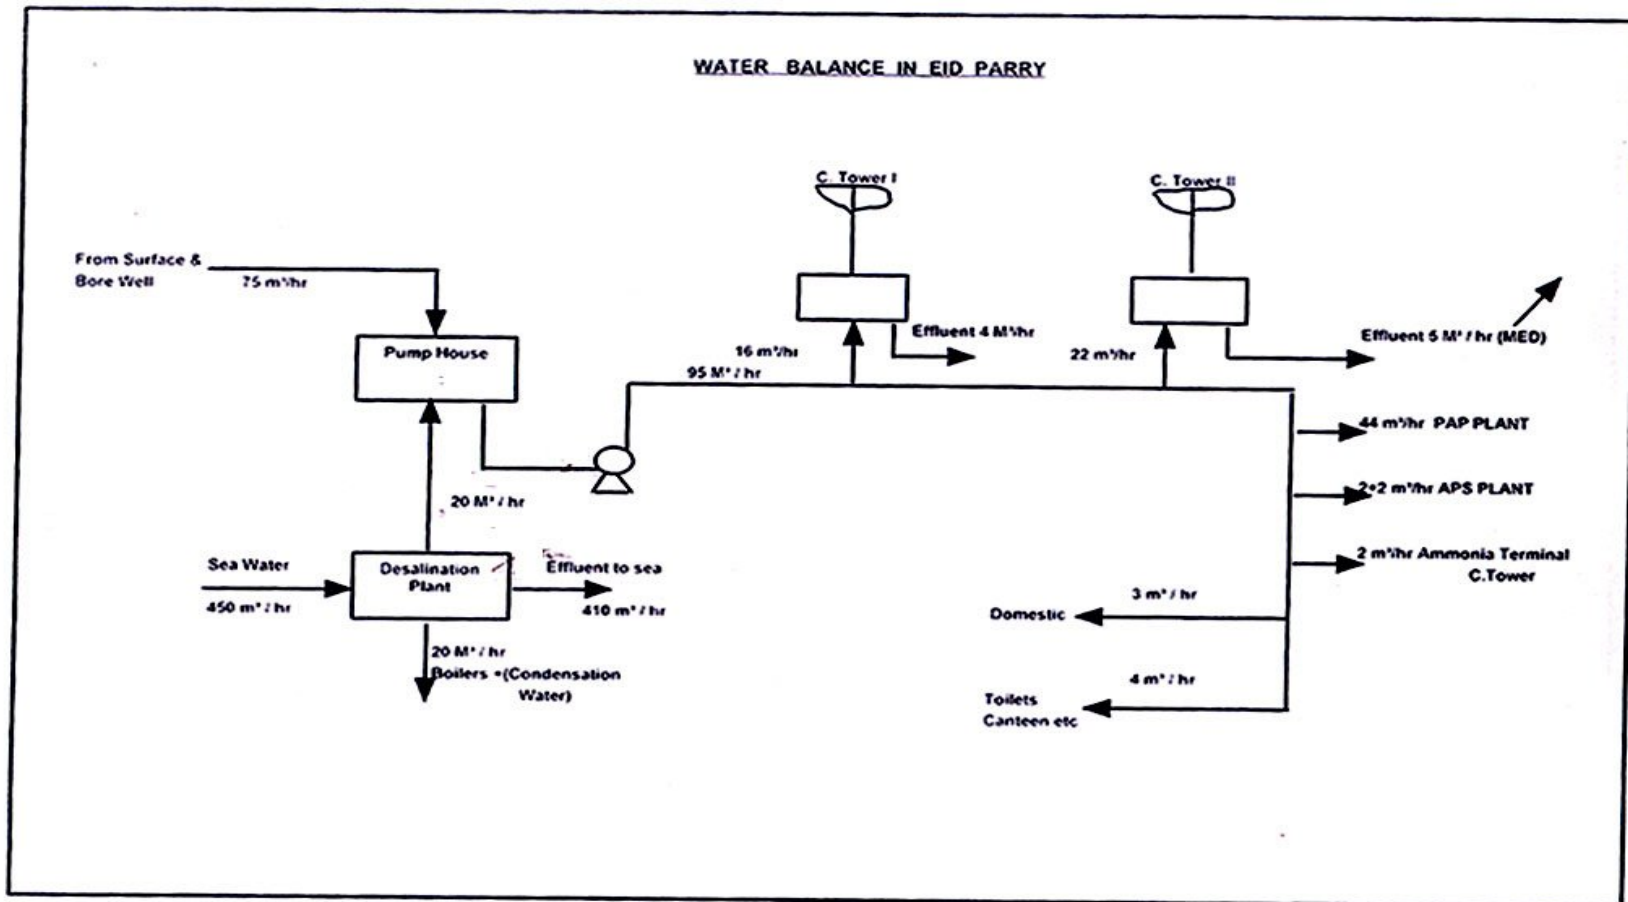 WATER BALANCE IN EID PARRY
C. Tower I
C. Tower II
From Surface &
Bore Well
75 m³/hr
Pump House
16 m³/hr
95 M³ / hr
Effluent 4 M³/hr
22 m³/hr
Effluent 5 M³ / hr (MED)
44 m³/hr PAP PLANT
2+2 m³/hr APS PLANT
2 m³/hr Ammonia Terminal
C.Tower
20 M³ / hr
Sea Water
450 m³ / hr
Desalination
Plant
Effluent to sea
410 m³ / hr
20 M³ / hr
Boilers +(Condensation
Water)
3 m³ / hr
Domestic
4 m³ / hr
Toilets
Canteen etc